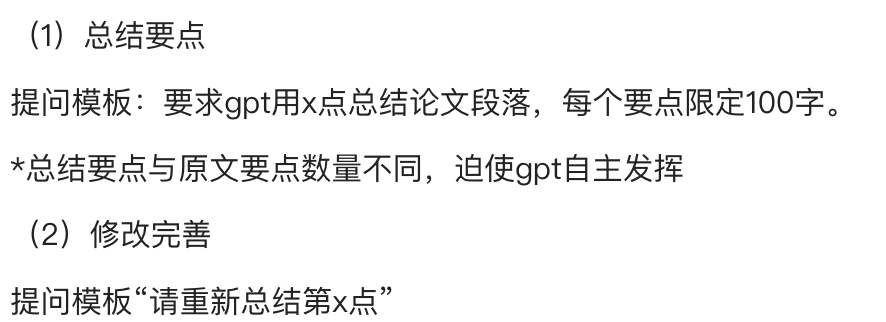 （1）总结要点
提问模板：要求gpt用x点总结论文段落，每个要点限定100字。
*总结要点与原文要点数量不同，迫使gpt自主发挥
（2）修改完善
提问模板“请重新总结第x点”